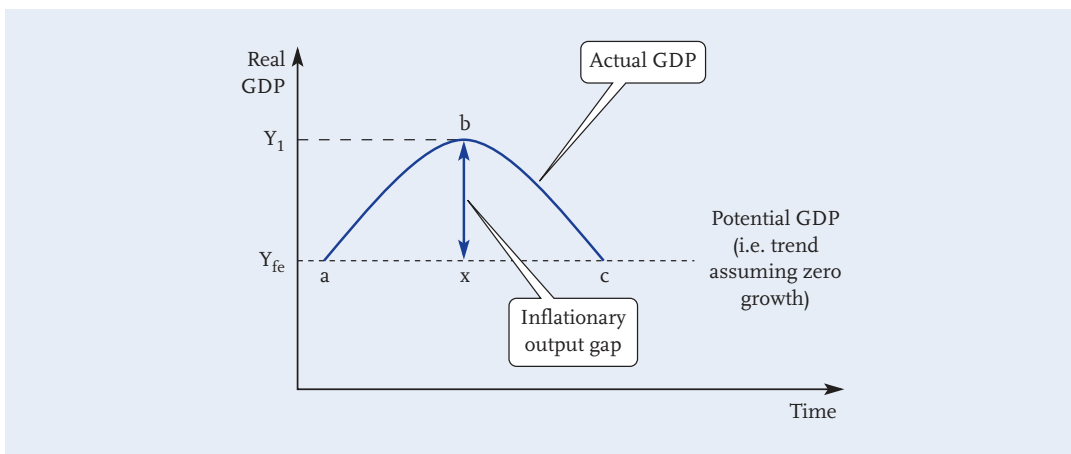 Real
GDP
Actual GDP
b
Y1
Potential GDP
(i.e. trend
assuming zero
growth)
Yfe
a
x
c
Inflationary
output gap
Time